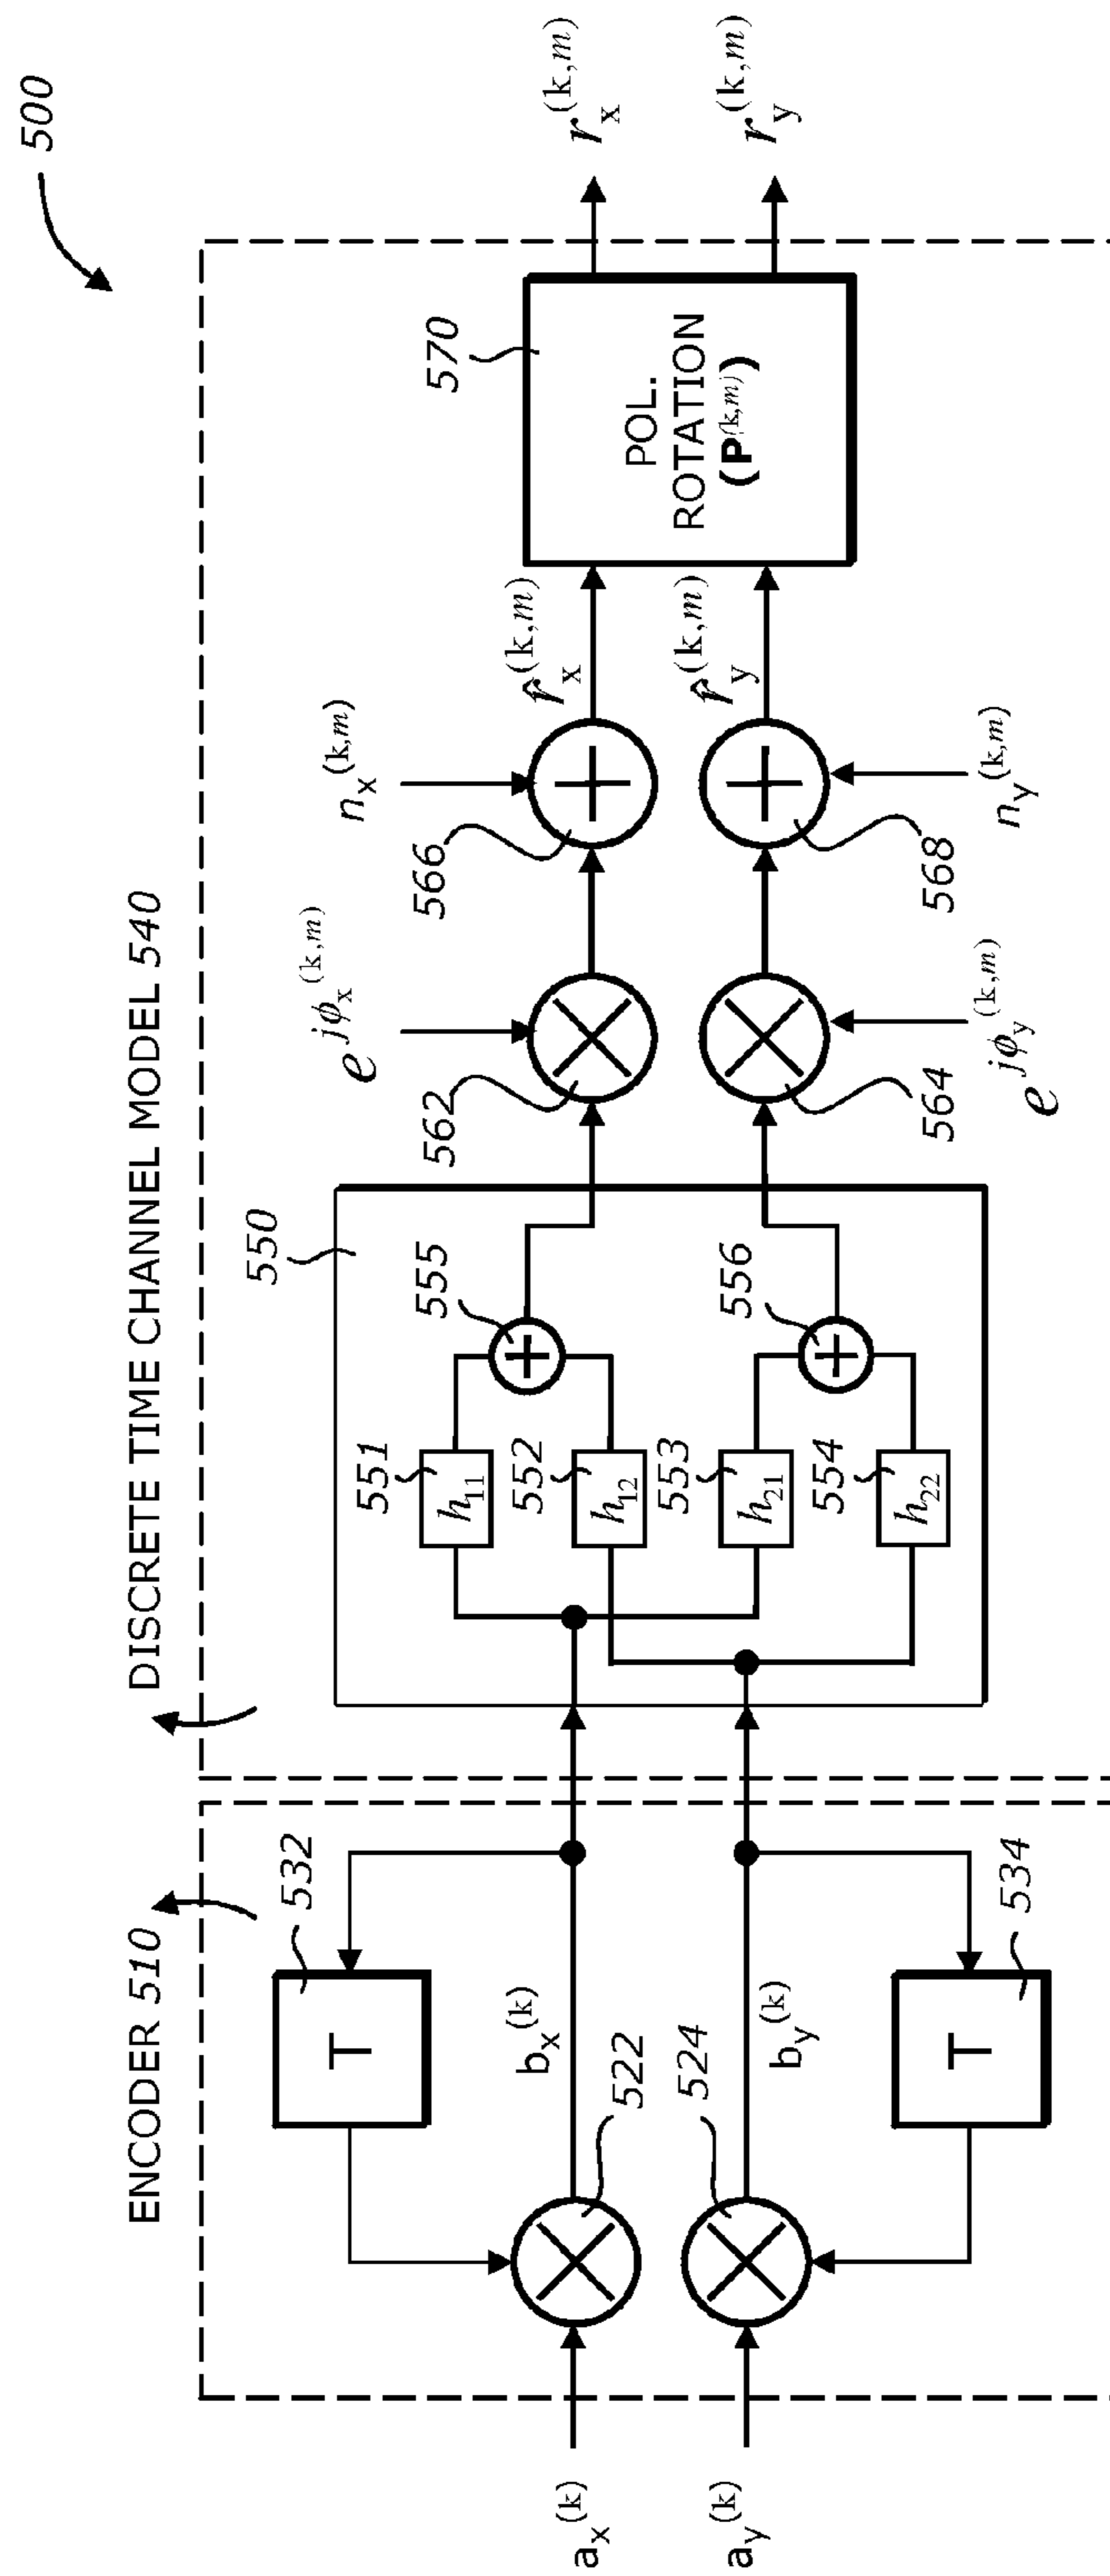 500
ENCODER 510
DISCRETE TIME CHANNEL MODEL 540
T
532
a_x^(k)
522
b_x^(k)
a_y^(k)
524
b_y^(k)
T
534
550
551
h_11
552
h_12
553
h_21
554
h_22
555
556
e^jϕ_x^(k,m)
562
n_x^(k,m)
566
r̂_x^(k,m)
564
e^jϕ_y^(k,m)
568
n_y^(k,m)
r̂_y^(k,m)
570
POL.
ROTATION
(P^(k,m))
r_x^(k,m)
r_y^(k,m)